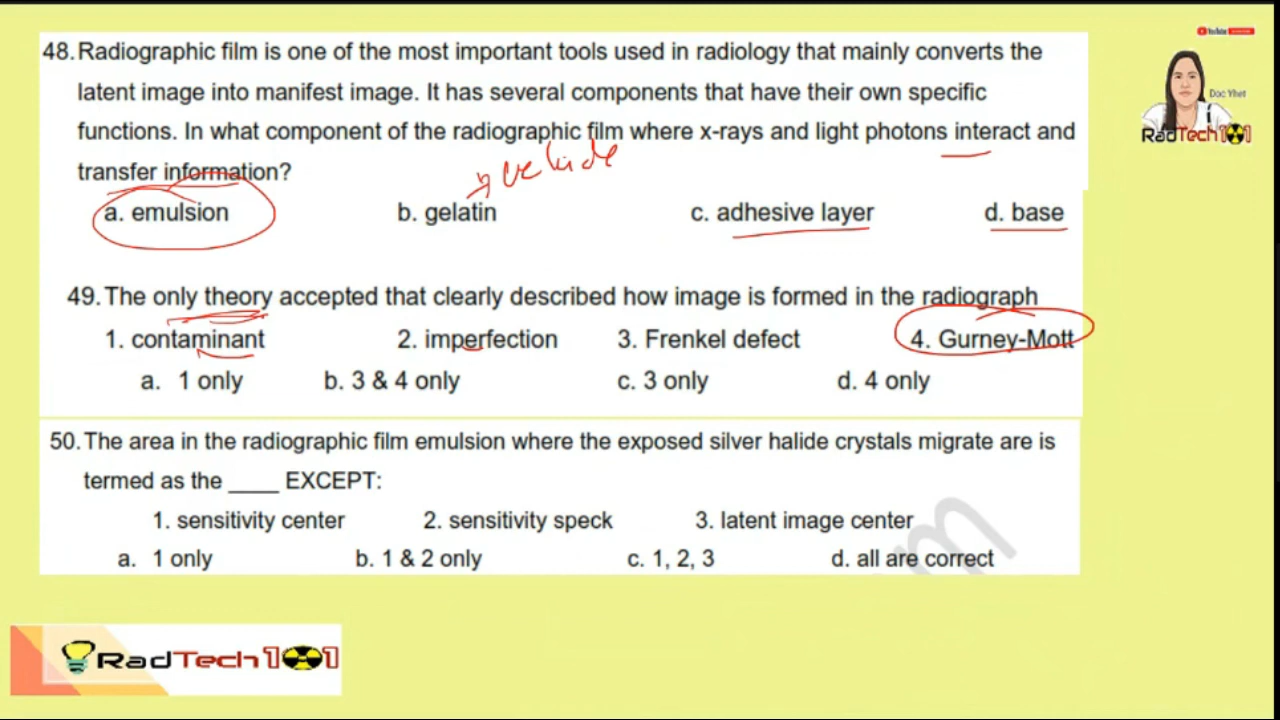 48. Radiographic film is one of the most important tools used in radiology that mainly converts the
latent image into manifest image. It has several components that have their own specific
functions. In what component of the radiographic film where x-rays and light photons interact and
transfer information?
vehicle
a. emulsion b. gelatin c. adhesive layer d. base
49. The only theory accepted that clearly described how image is formed in the radiograph
1. contaminant 2. imperfection 3. Frenkel defect 4. Gurney-Mott
a. 1 only b. 3 & 4 only c. 3 only d. 4 only
50. The area in the radiographic film emulsion where the exposed silver halide crystals migrate are is
termed as the ____ EXCEPT:
1. sensitivity center 2. sensitivity speck 3. latent image center
a. 1 only b. 1 & 2 only c. 1, 2, 3 d. all are correct
m
YouTube
Doc Yhet
RadTech101
RadTech101